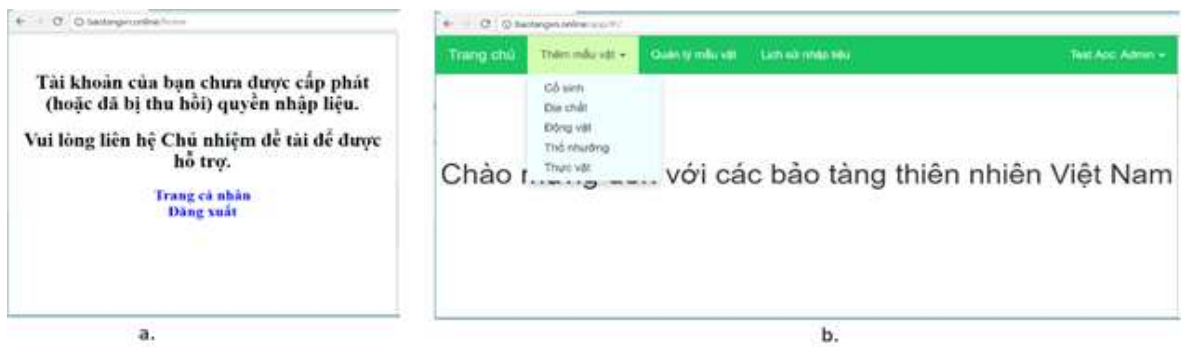 baotangvn.online/home
Tài khoản của bạn chưa được cấp phát
(hoặc đã bị thu hồi) quyền nhập liệu.
Vui lòng liên hệ Chủ nhiệm đề tài để được
hỗ trợ.
Trang cá nhân
Đăng xuất
a.
baotangvn.online/app/#/
Trang chủ Thêm mẫu vật Quản lý mẫu vật Lịch sử nhập liệu Test Acc: Admin
Cổ sinh
Địa chất
Động vật
Thổ nhưỡng
Thực vật
Chào mừng đến với các bảo tàng thiên nhiên Việt Nam
b.